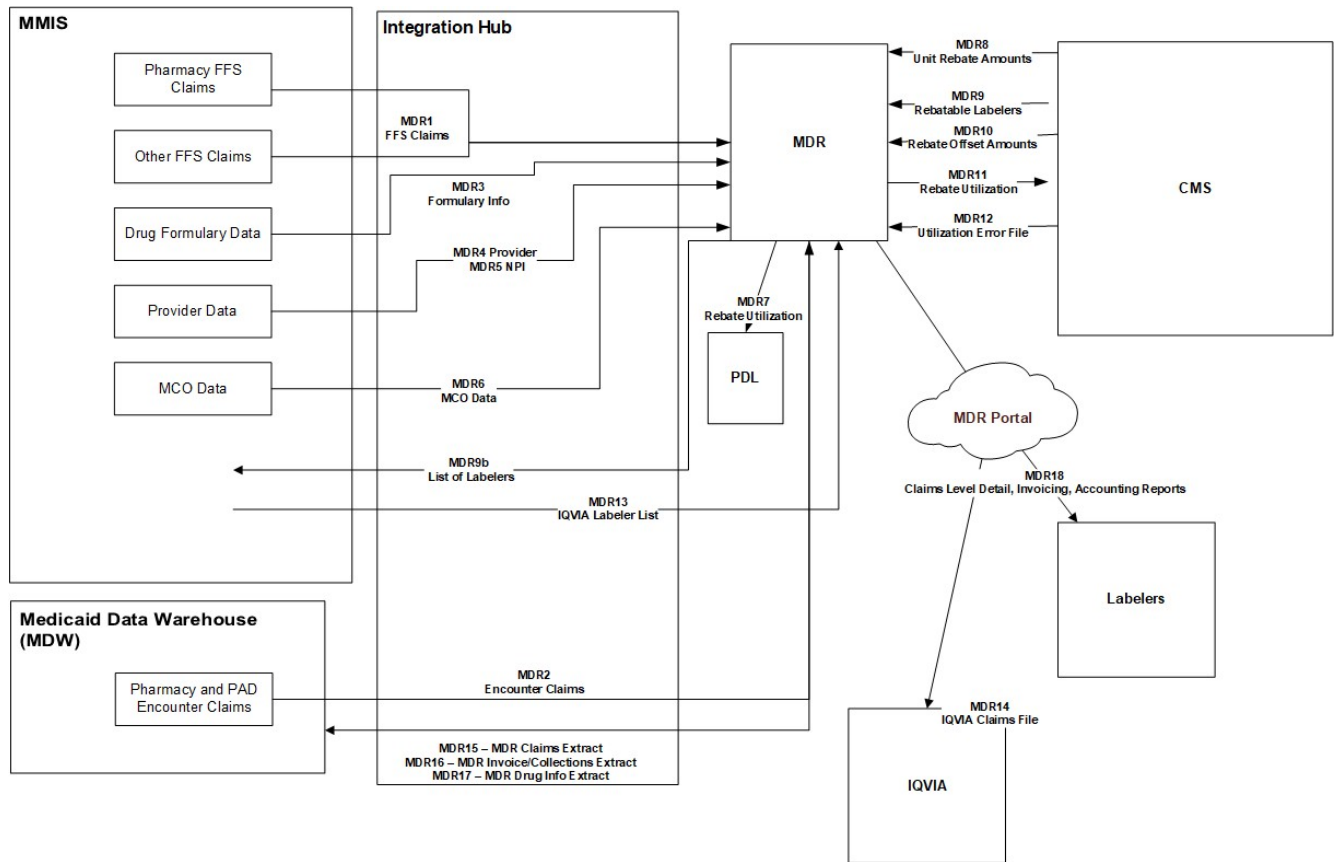 MMIS
Pharmacy FFS
Claims
Other FFS Claims
Drug Formulary Data
Provider Data
MCO Data
Integration Hub
MDR1
FFS Claims
MDR3
Formulary Info
MDR4 Provider
MDR5 NPI
MDR6
MCO Data
MDR9b
List of Labelers
MDR13
IQVIA Labeler List
MDR
MDR8
Unit Rebate Amounts
MDR9
Rebatable Labelers
MDR10
Rebate Offset Amounts
MDR11
Rebate Utilization
MDR12
Utilization Error File
CMS
MDR7
Rebate Utilization
PDL
MDR Portal
MDR18
Claims Level Detail, Invoicing, Accounting Reports
Labelers
MDR14
IQVIA Claims File
IQVIA
Medicaid Data Warehouse
(MDW)
Pharmacy and PAD
Encounter Claims
MDR2
Encounter Claims
MDR15 – MDR Claims Extract
MDR16 – MDR Invoice/Collections Extract
MDR17 – MDR Drug Info Extract